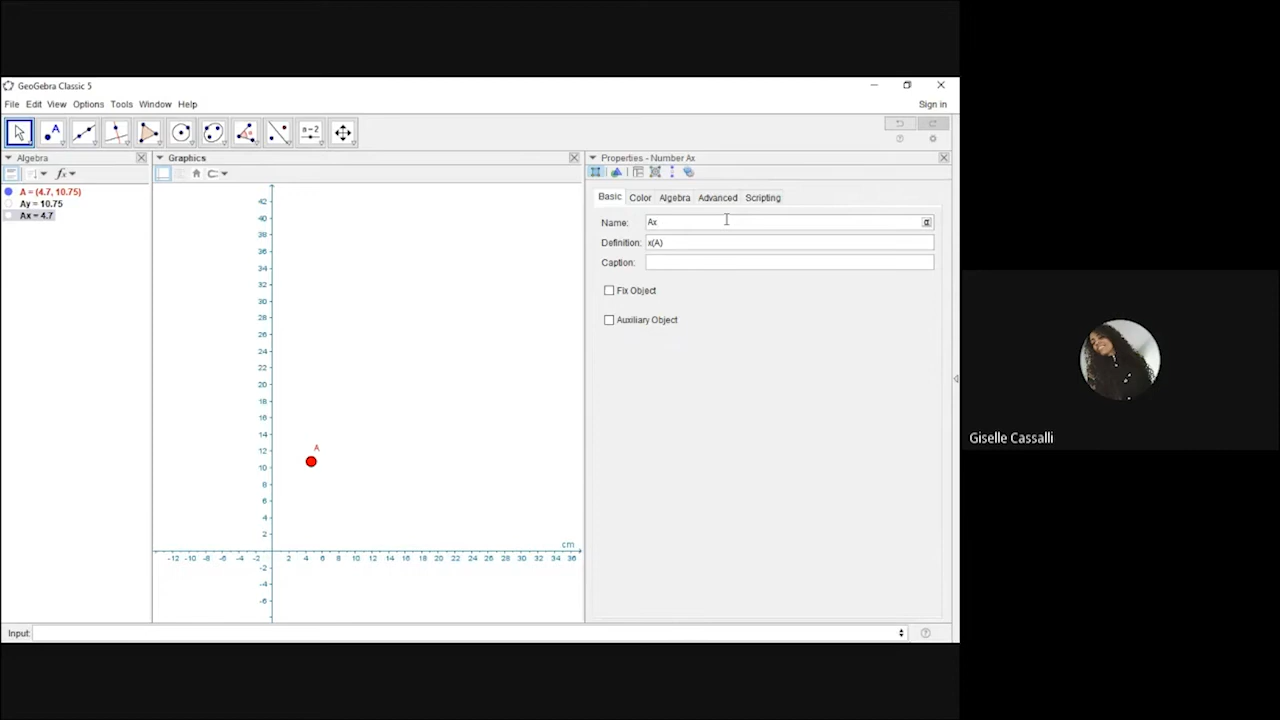 GeoGebra Classic 5
File Edit View Options Tools Window Help
Sign in
A
a=2
Algebra
Graphics
Properties - Number Ax
fx
A = (4.7, 10.75)
Ay = 10.75
Ax = 4.7
Basic Color Algebra Advanced Scripting
Name: Ax α
Definition: x(A)
Caption:
Fix Object
Auxiliary Object
42
40
38
36
34
32
30
28
26
24
22
20
18
16
14
12
10
8
6
4
2
A
cm
-12 -10 -8 -6 -4 -2 2 4 6 8 10 12 14 16 18 20 22 24 26 28 30 32 34 36
-2
-4
-6
Input:
Giselle Cassalli